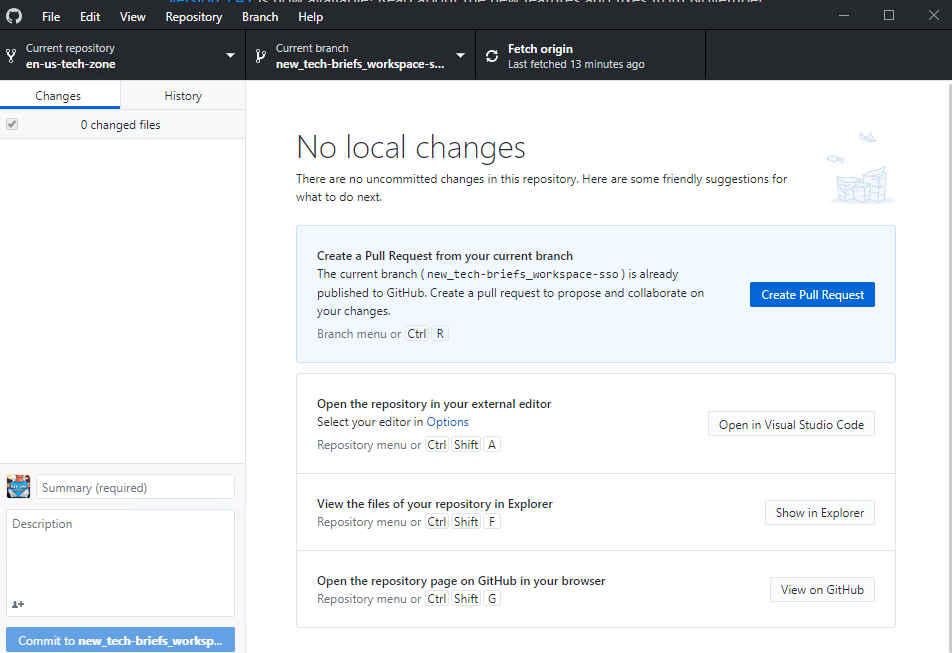 File Edit View Repository Branch Help
Current repository
en-us-tech-zone
Current branch
new_tech-briefs_workspace-s...
Fetch origin
Last fetched 13 minutes ago
Changes
History
0 changed files
No local changes
There are no uncommitted changes in this repository. Here are some friendly suggestions for
what to do next.
Create a Pull Request from your current branch
The current branch ( new_tech-briefs_workspace-sso ) is already
published to GitHub. Create a pull request to propose and collaborate on
your changes.
Branch menu or Ctrl R
Create Pull Request
Open the repository in your external editor
Select your editor in Options
Repository menu or Ctrl Shift A
Open in Visual Studio Code
View the files of your repository in Explorer
Repository menu or Ctrl Shift F
Show in Explorer
Open the repository page on GitHub in your browser
Repository menu or Ctrl Shift G
View on GitHub
Summary (required)
Description
Commit to new_tech-briefs_worksp...